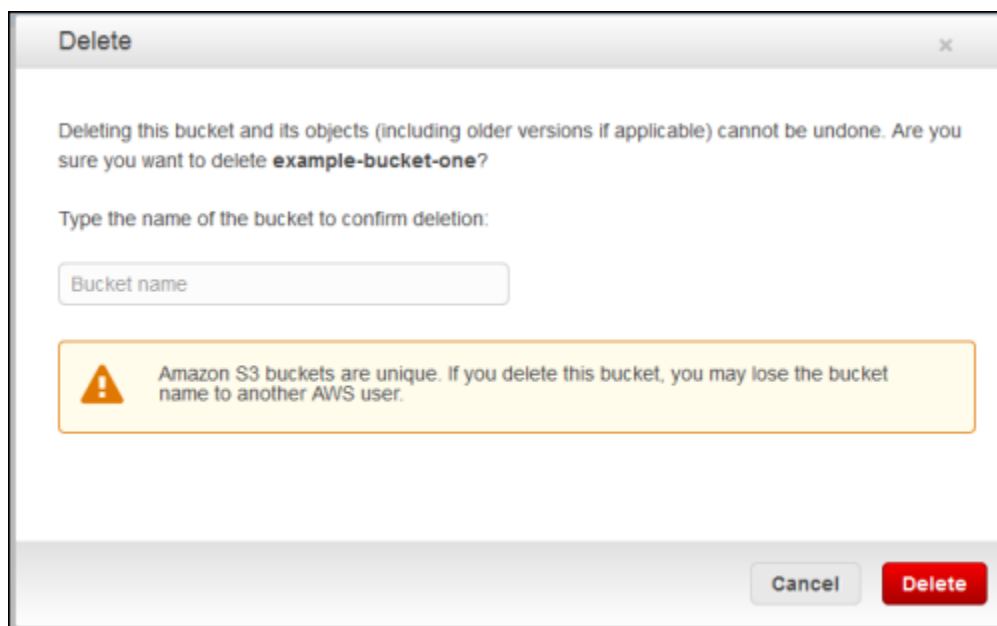 Delete
×
Deleting this bucket and its objects (including older versions if applicable) cannot be undone. Are you
sure you want to delete example-bucket-one?
Type the name of the bucket to confirm deletion:
Bucket name
Amazon S3 buckets are unique. If you delete this bucket, you may lose the bucket
name to another AWS user.
Cancel Delete